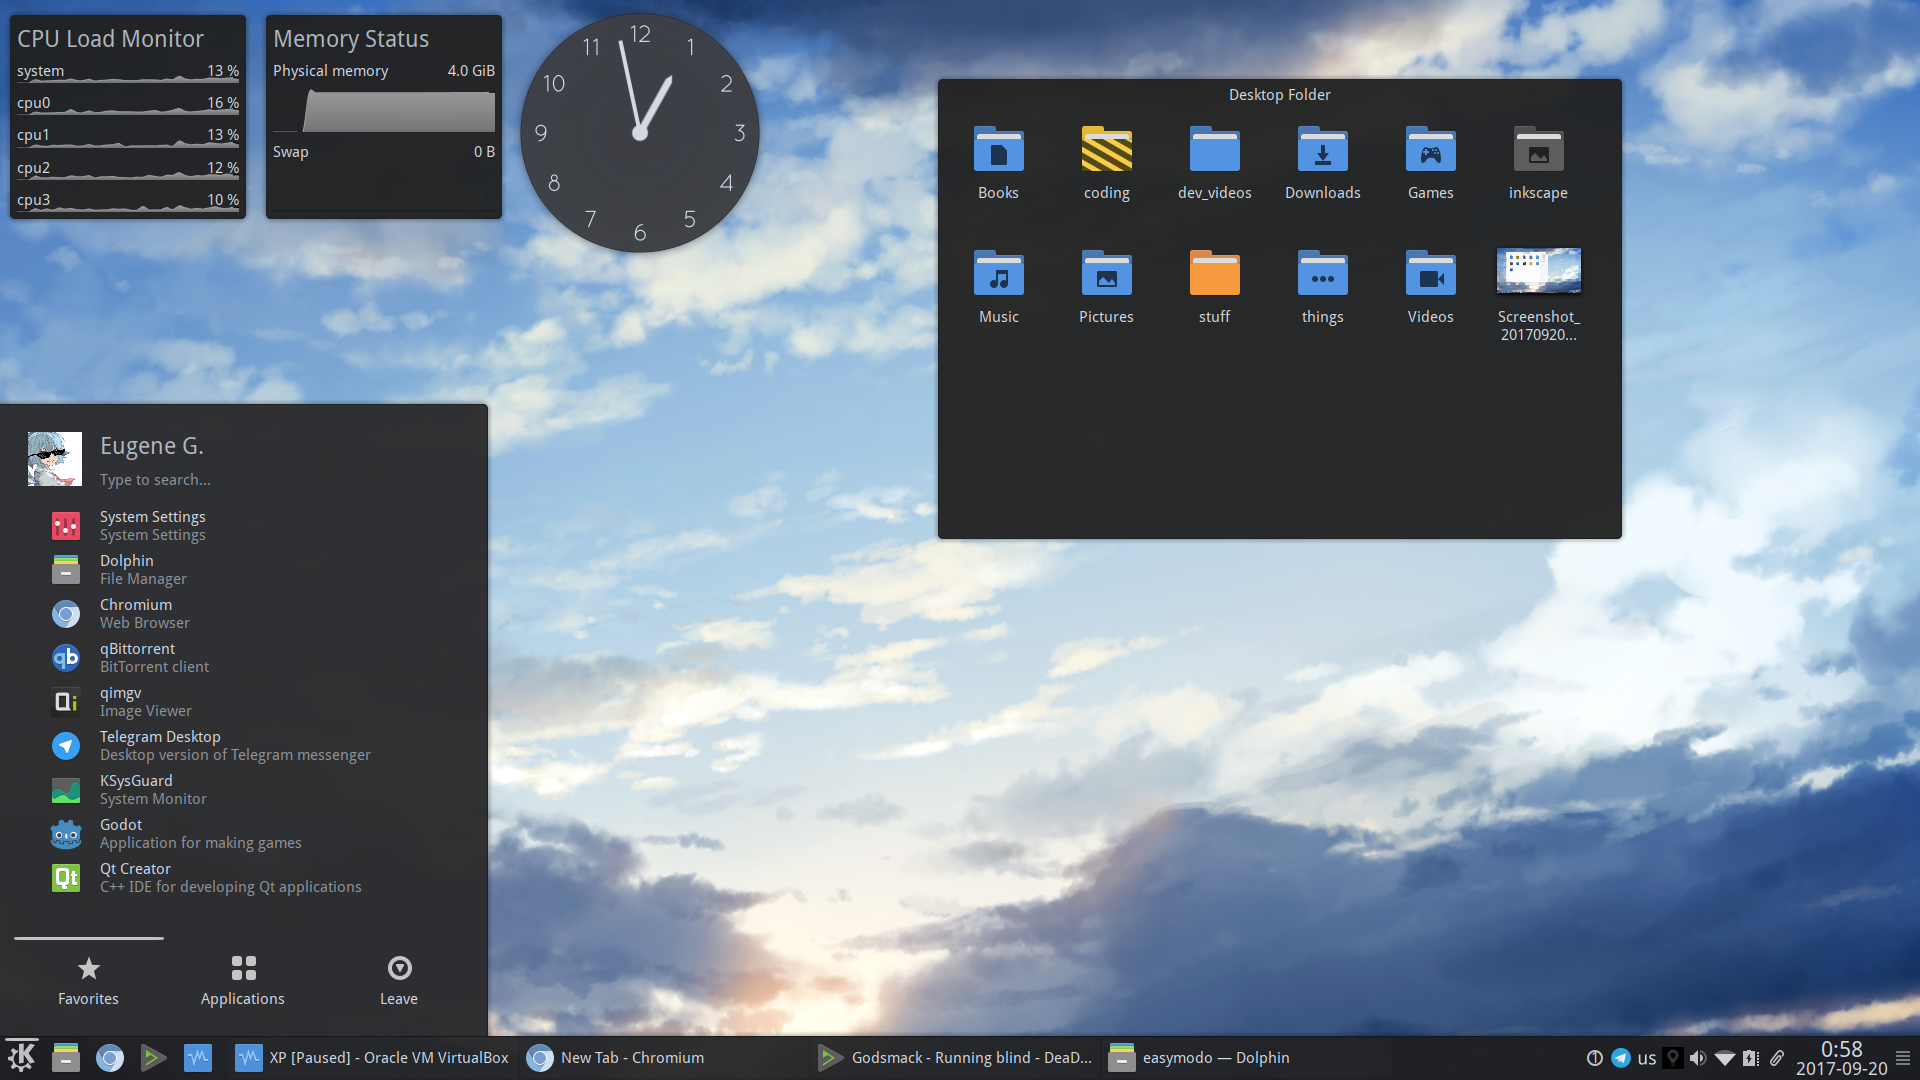 CPU Load Monitor
system 13 %
cpu0 16 %
cpu1 13 %
cpu2 12 %
cpu3 10 %
Memory Status
Physical memory 4.0 GiB
Swap 0 B
12
1
2
3
4
5
6
7
8
9
10
11
Desktop Folder
Books coding dev_videos Downloads Games inkscape
Music Pictures stuff things Videos Screenshot_
20170920...
Eugene G.
Type to search...
System Settings
System Settings
Dolphin
File Manager
Chromium
Web Browser
qb
qBittorrent
BitTorrent client
Qi
qimgv
Image Viewer
Telegram Desktop
Desktop version of Telegram messenger
KSysGuard
System Monitor
Godot
Application for making games
Qt
Qt Creator
C++ IDE for developing Qt applications
Favorites Applications Leave
K
XP [Paused] - Oracle VM VirtualBox
New Tab - Chromium
Godsmack - Running blind - DeaD...
easymodo — Dolphin
us
0:58
2017-09-20